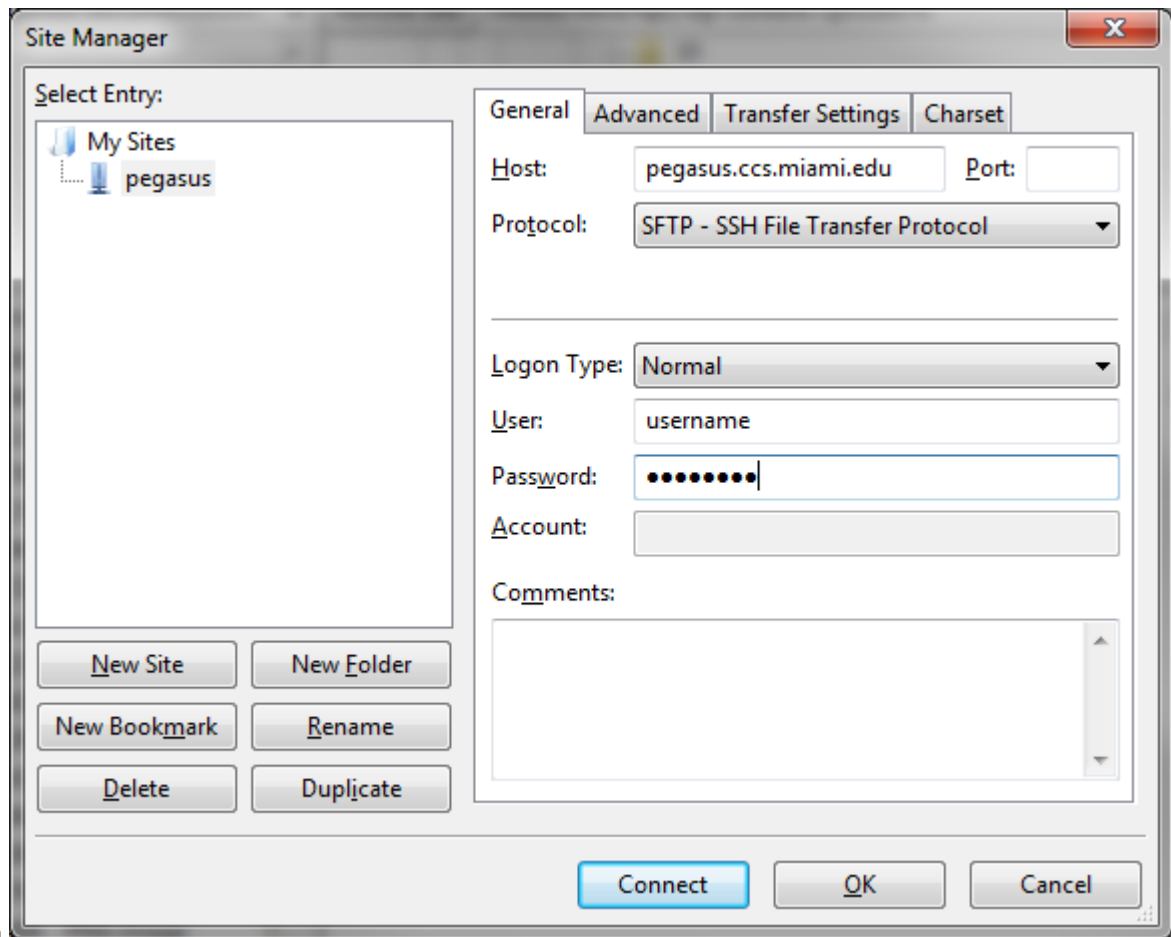 Site Manager
Select Entry:
My Sites
pegasus
New Site
New Folder
New Bookmark
Rename
Delete
Duplicate
General
Advanced
Transfer Settings
Charset
Host:
pegasus.ccs.miami.edu
Port:
Protocol:
SFTP - SSH File Transfer Protocol
Logon Type:
Normal
User:
username
Password:
●●●●●●●●
Account:
Comments:
Connect
OK
Cancel